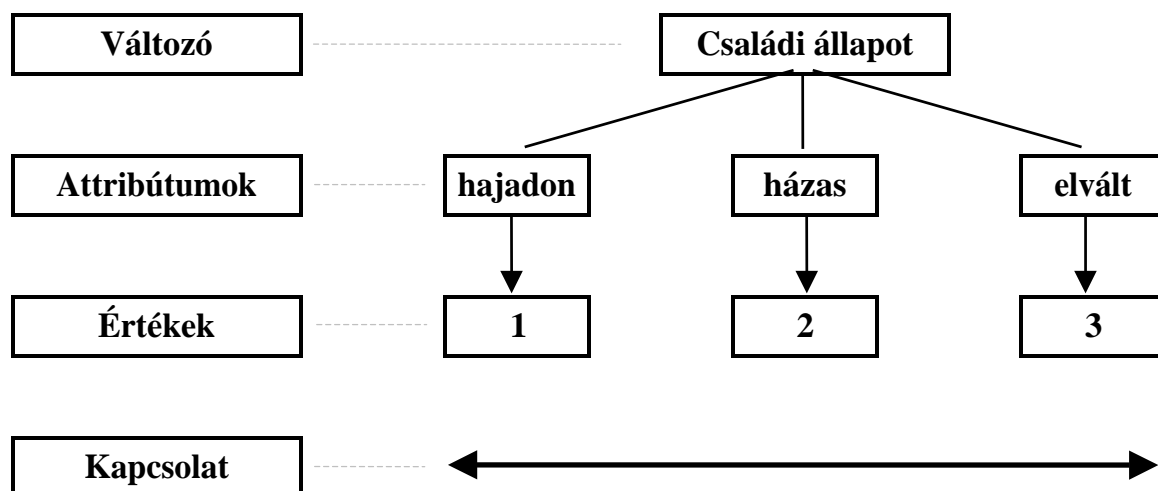 Változó Családi állapot
Attribútumok hajadon házas elvált
Értékek 1 2 3
Kapcsolat